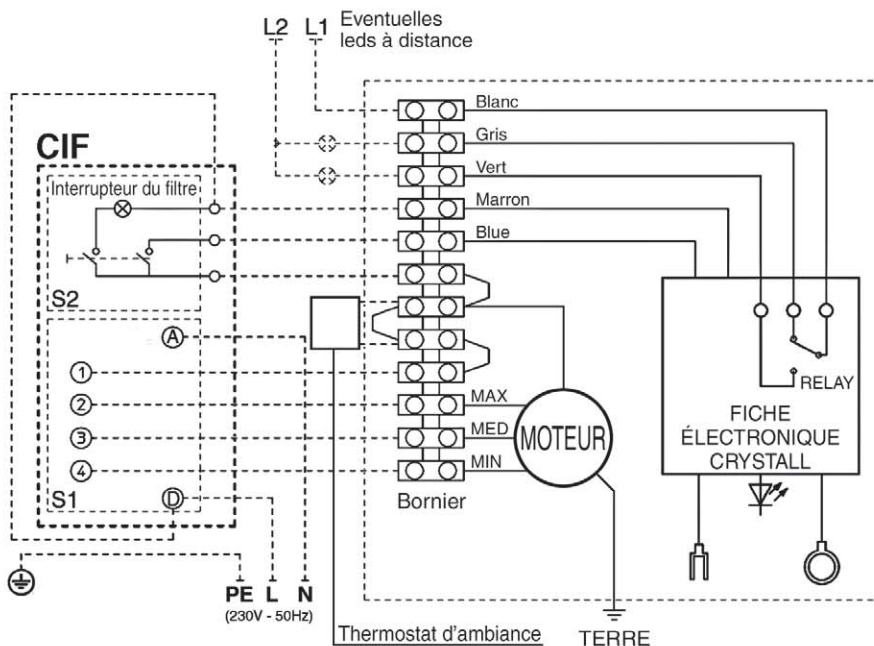 L2 L1 Eventuelles
leds à distance
CIF
Interrupteur du filtre
S2
A
1
2
3
4
S1
D
PE L N
(230V - 50Hz)
Blanc
Gris
Vert
Marron
Blue
MAX
MED
MIN
Bornier
MOTEUR
RELAY
FICHE
ÉLECTRONIQUE
CRYSTALL
Thermostat d'ambiance
TERRE